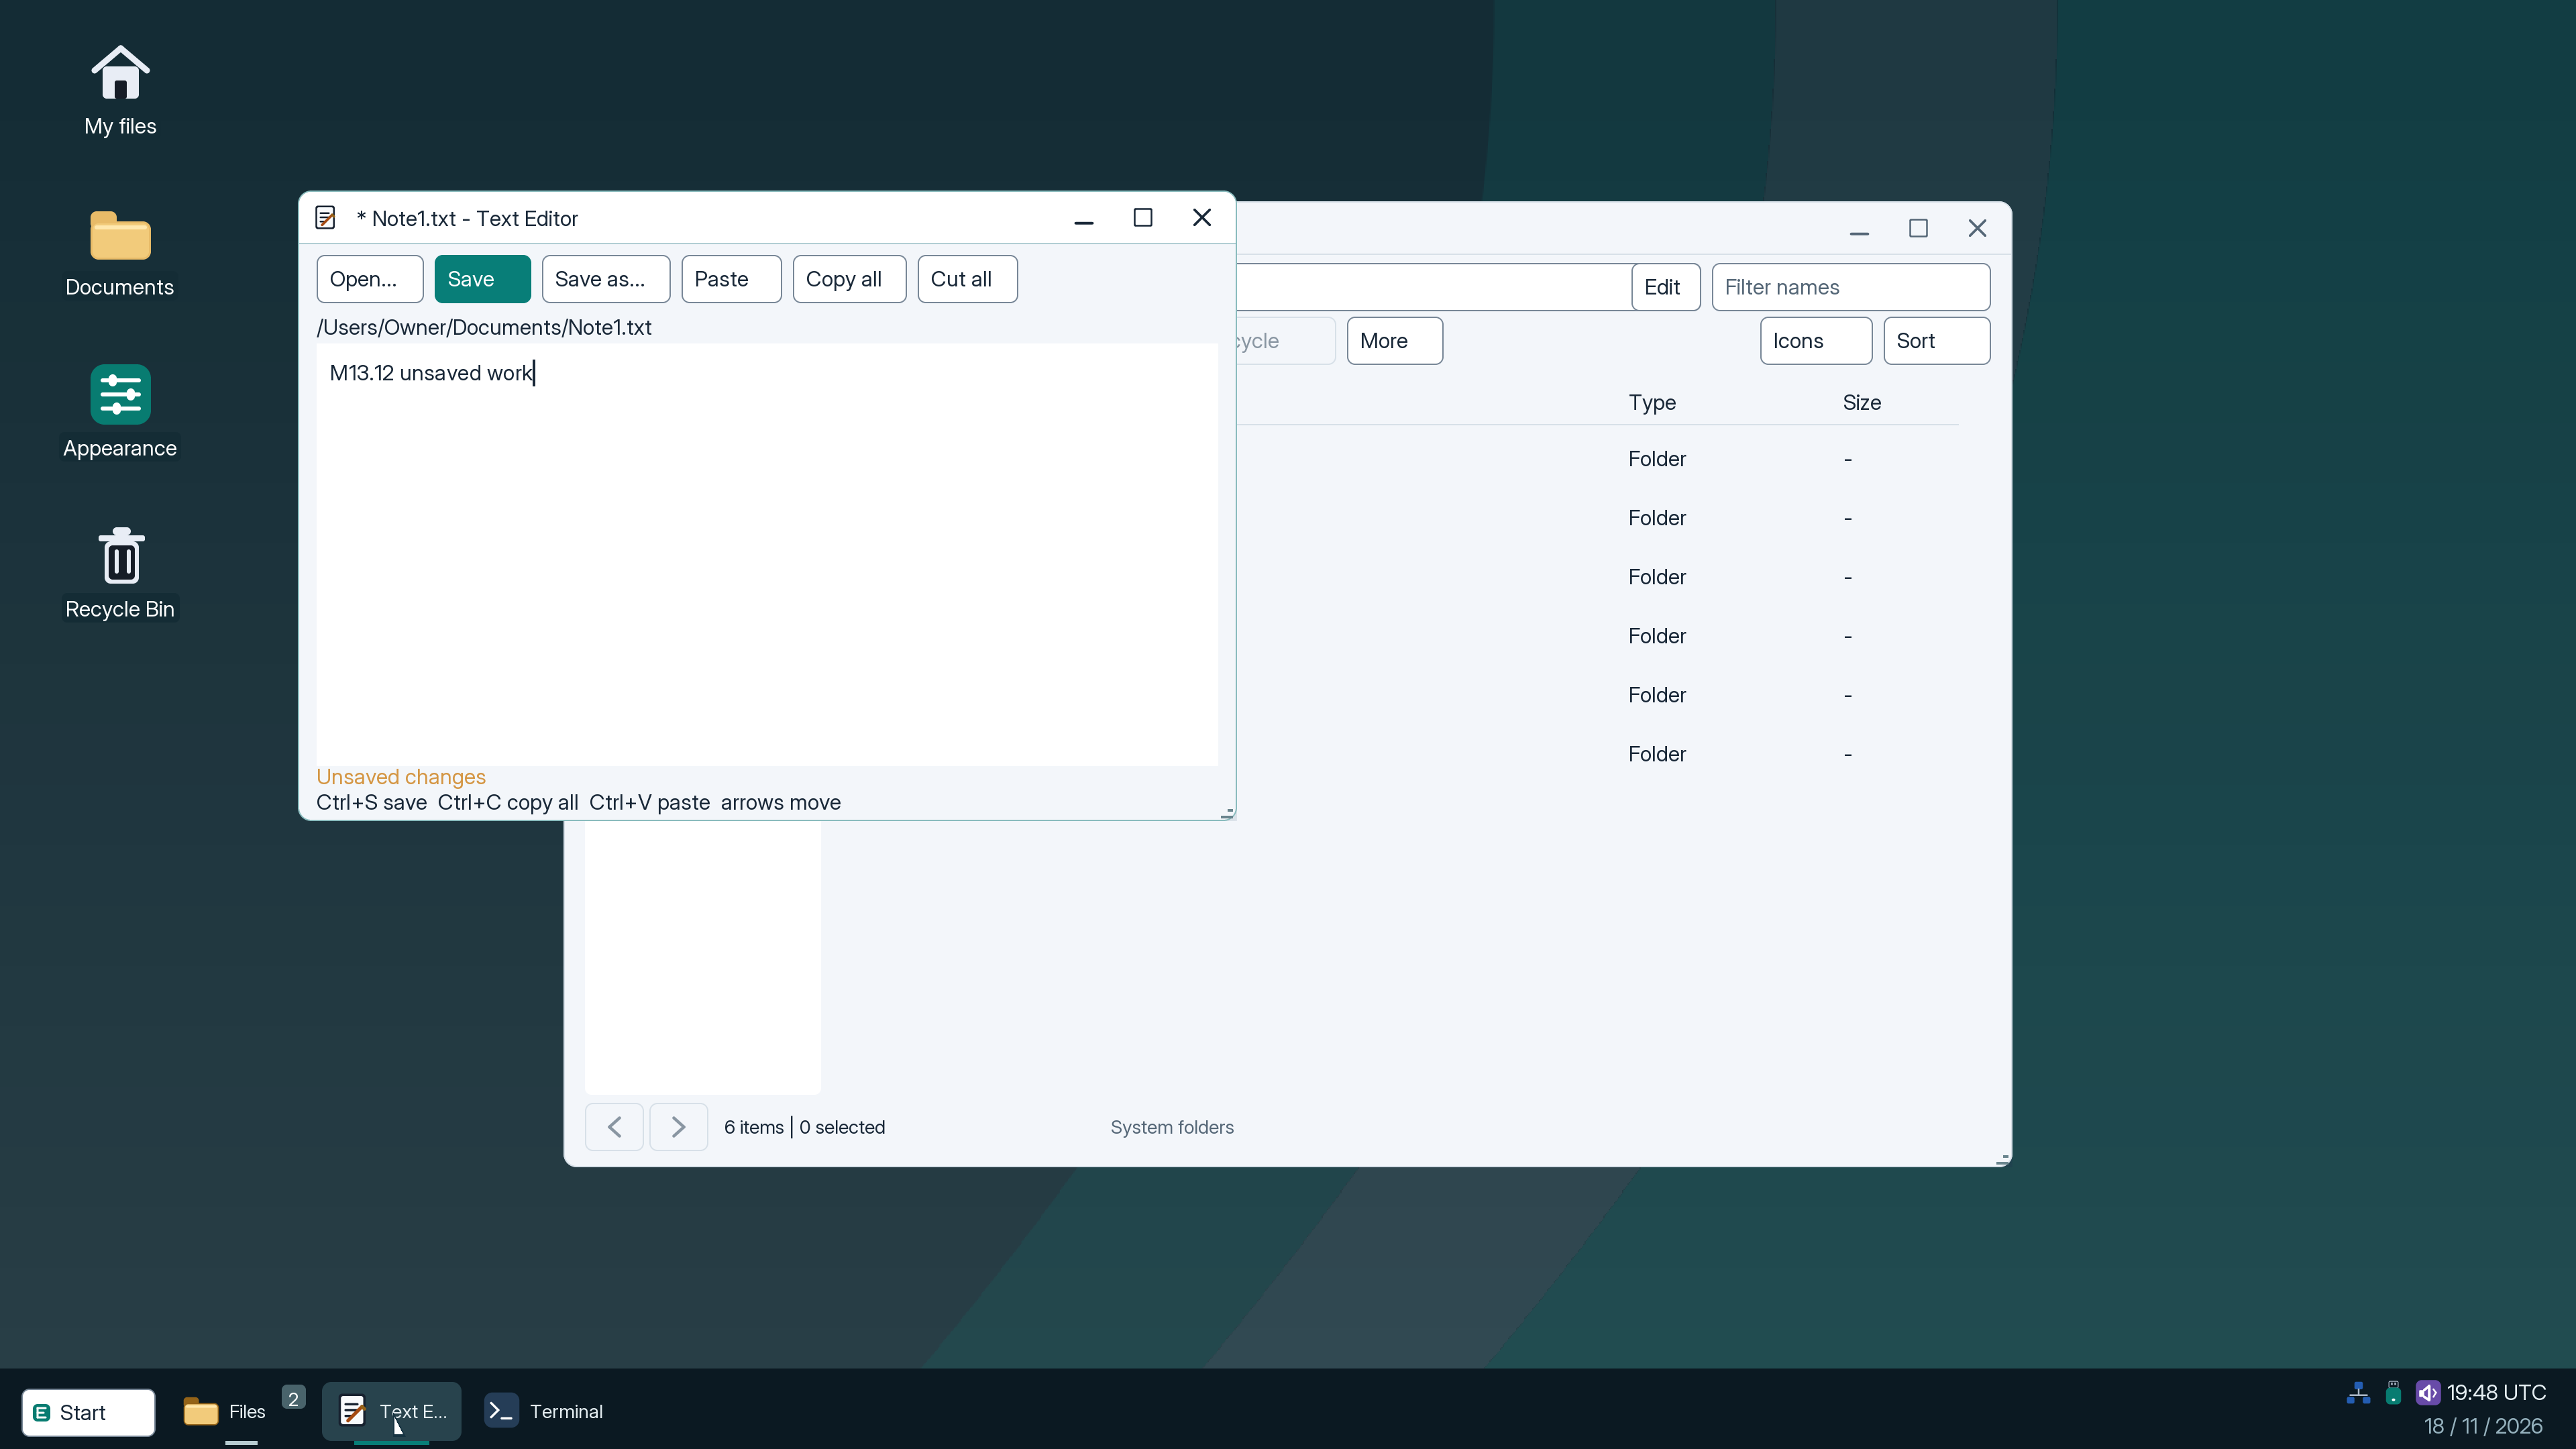 My files
Documents
Appearance
Recycle Bin
* Note1.txt - Text Editor
Open...
Save
Save as...
Paste
Copy all
Cut all
/Users/Owner/Documents/Note1.txt
M13.12 unsaved work
Unsaved changes
Ctrl+S save Ctrl+C copy all Ctrl+V paste arrows move
Edit
Filter names
More
Icons
Sort
Type Size
Folder -
Folder -
Folder -
Folder -
Folder -
Folder -
6 items | 0 selected
System folders
Start
Files
2
Text E...
Terminal
19:48 UTC
18 / 11 / 2026